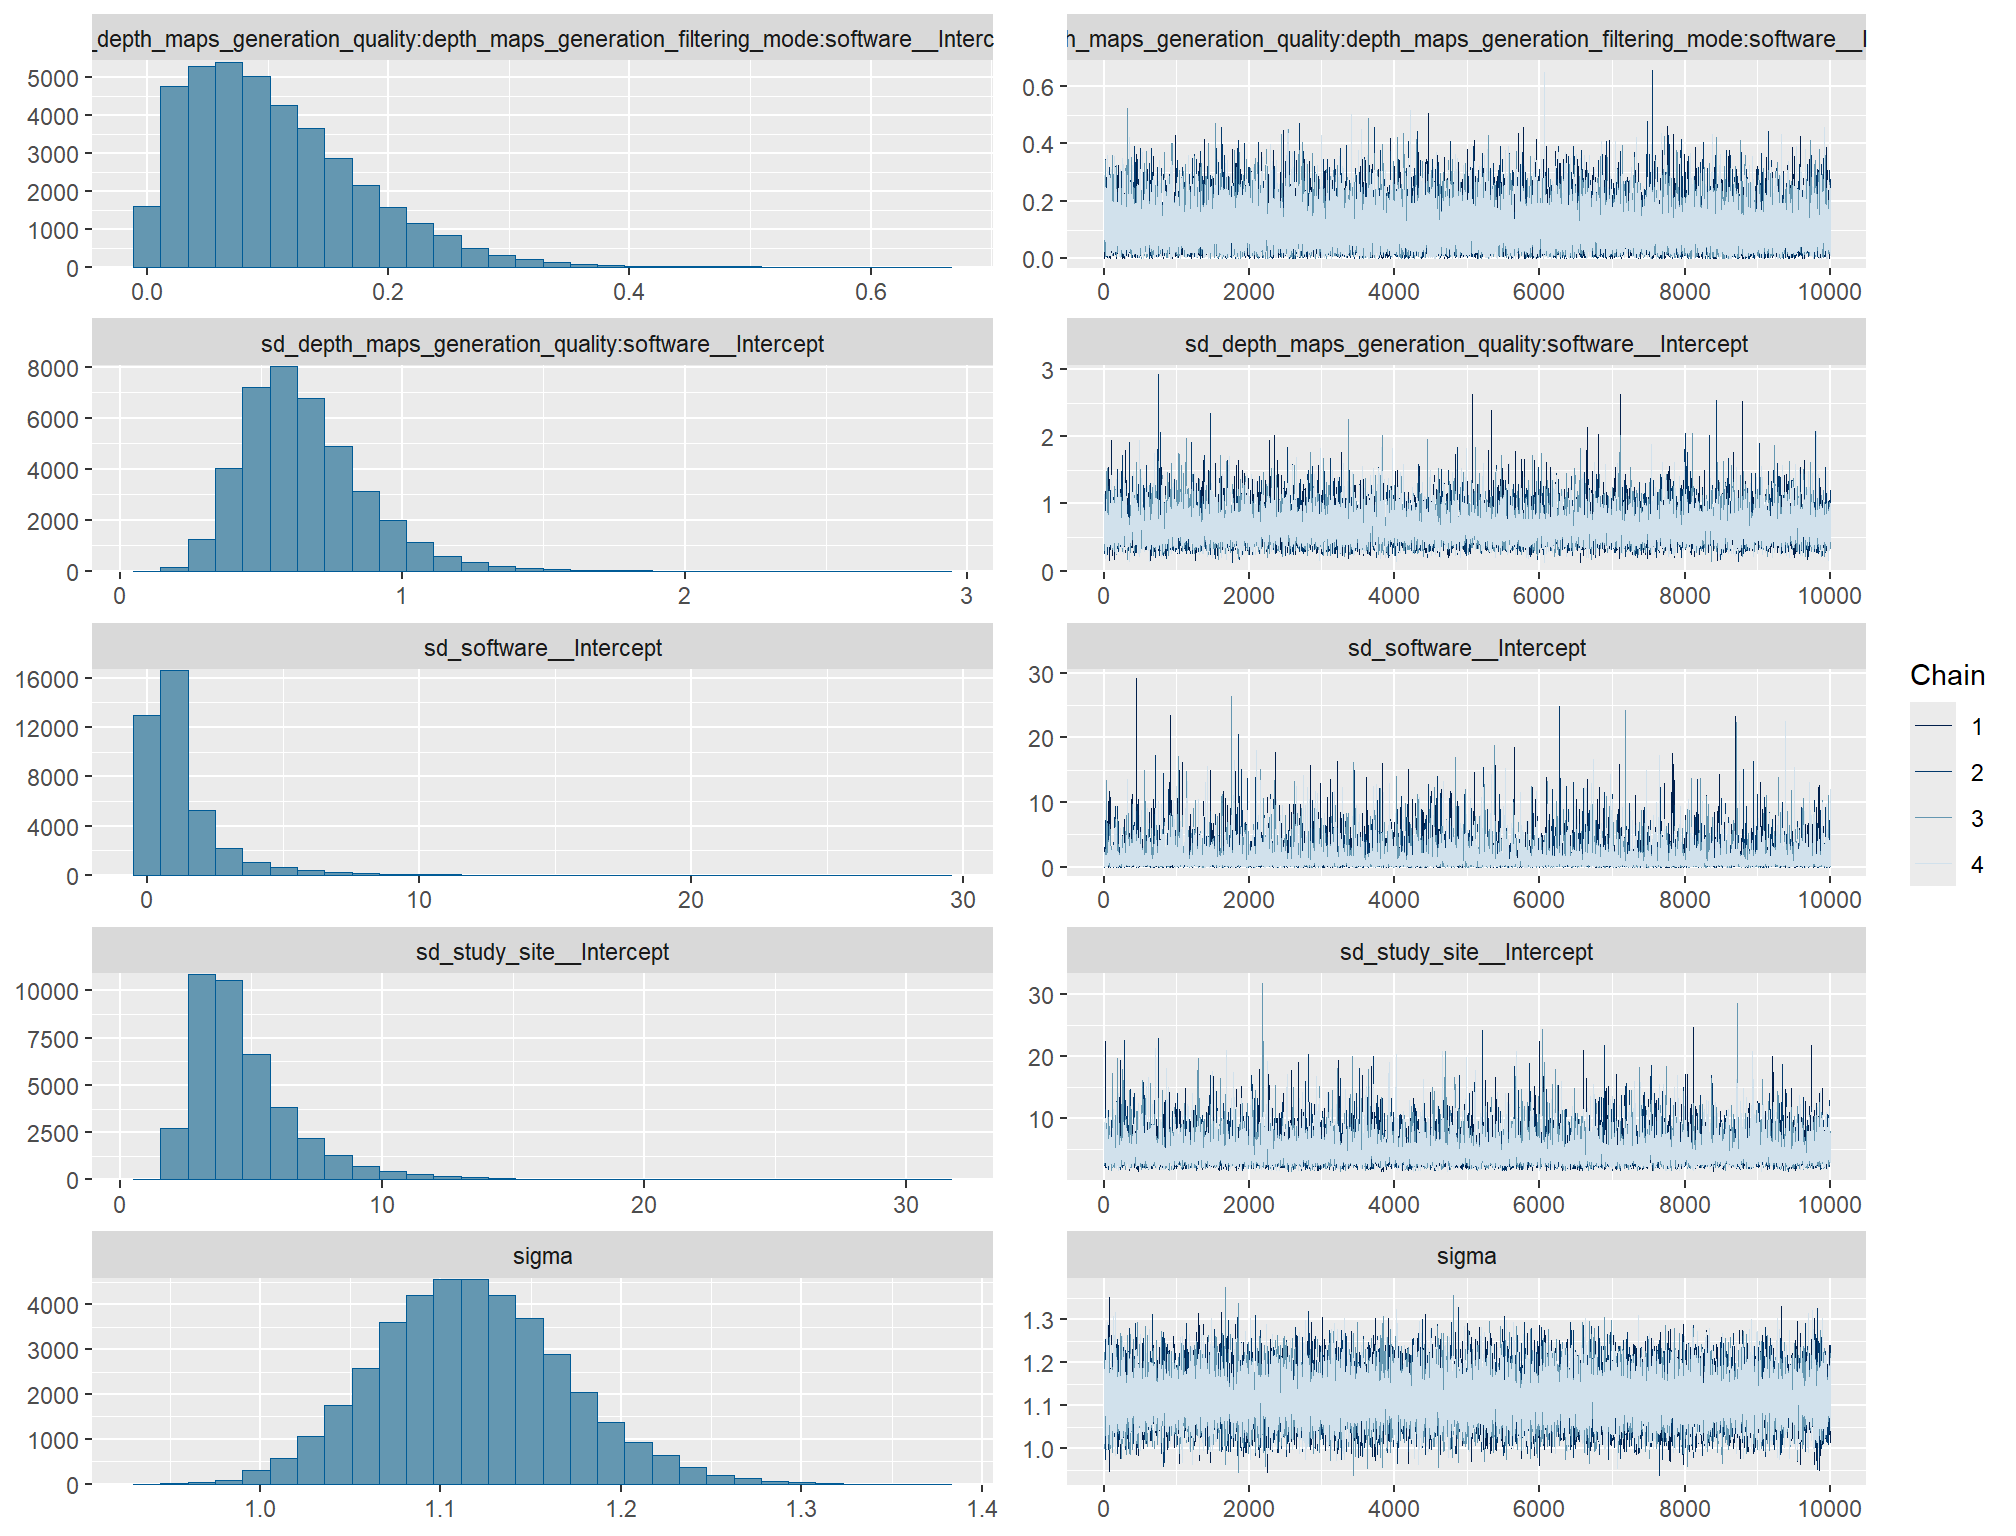 _depth_maps_generation_quality:depth_maps_generation_filtering_mode:software__Interc
5000
4000
3000
2000
1000
0
0.0 0.2 0.4 0.6
h_maps_generation_quality:depth_maps_generation_filtering_mode:software__I
0.6
0.4
0.2
0.0
0 2000 4000 6000 8000 10000
sd_depth_maps_generation_quality:software__Intercept
8000
6000
4000
2000
0
0 1 2 3
sd_depth_maps_generation_quality:software__Intercept
3
2
1
0
0 2000 4000 6000 8000 10000
sd_software__Intercept
16000
12000
8000
4000
0
0 10 20 30
sd_software__Intercept
30
20
10
0
0 2000 4000 6000 8000 10000
sd_study_site__Intercept
10000
7500
5000
2500
0
0 10 20 30
sd_study_site__Intercept
30
20
10
0 2000 4000 6000 8000 10000
sigma
4000
3000
2000
1000
0
1.0 1.1 1.2 1.3 1.4
sigma
1.3
1.2
1.1
1.0
0 2000 4000 6000 8000 10000
Chain
1
2
3
4